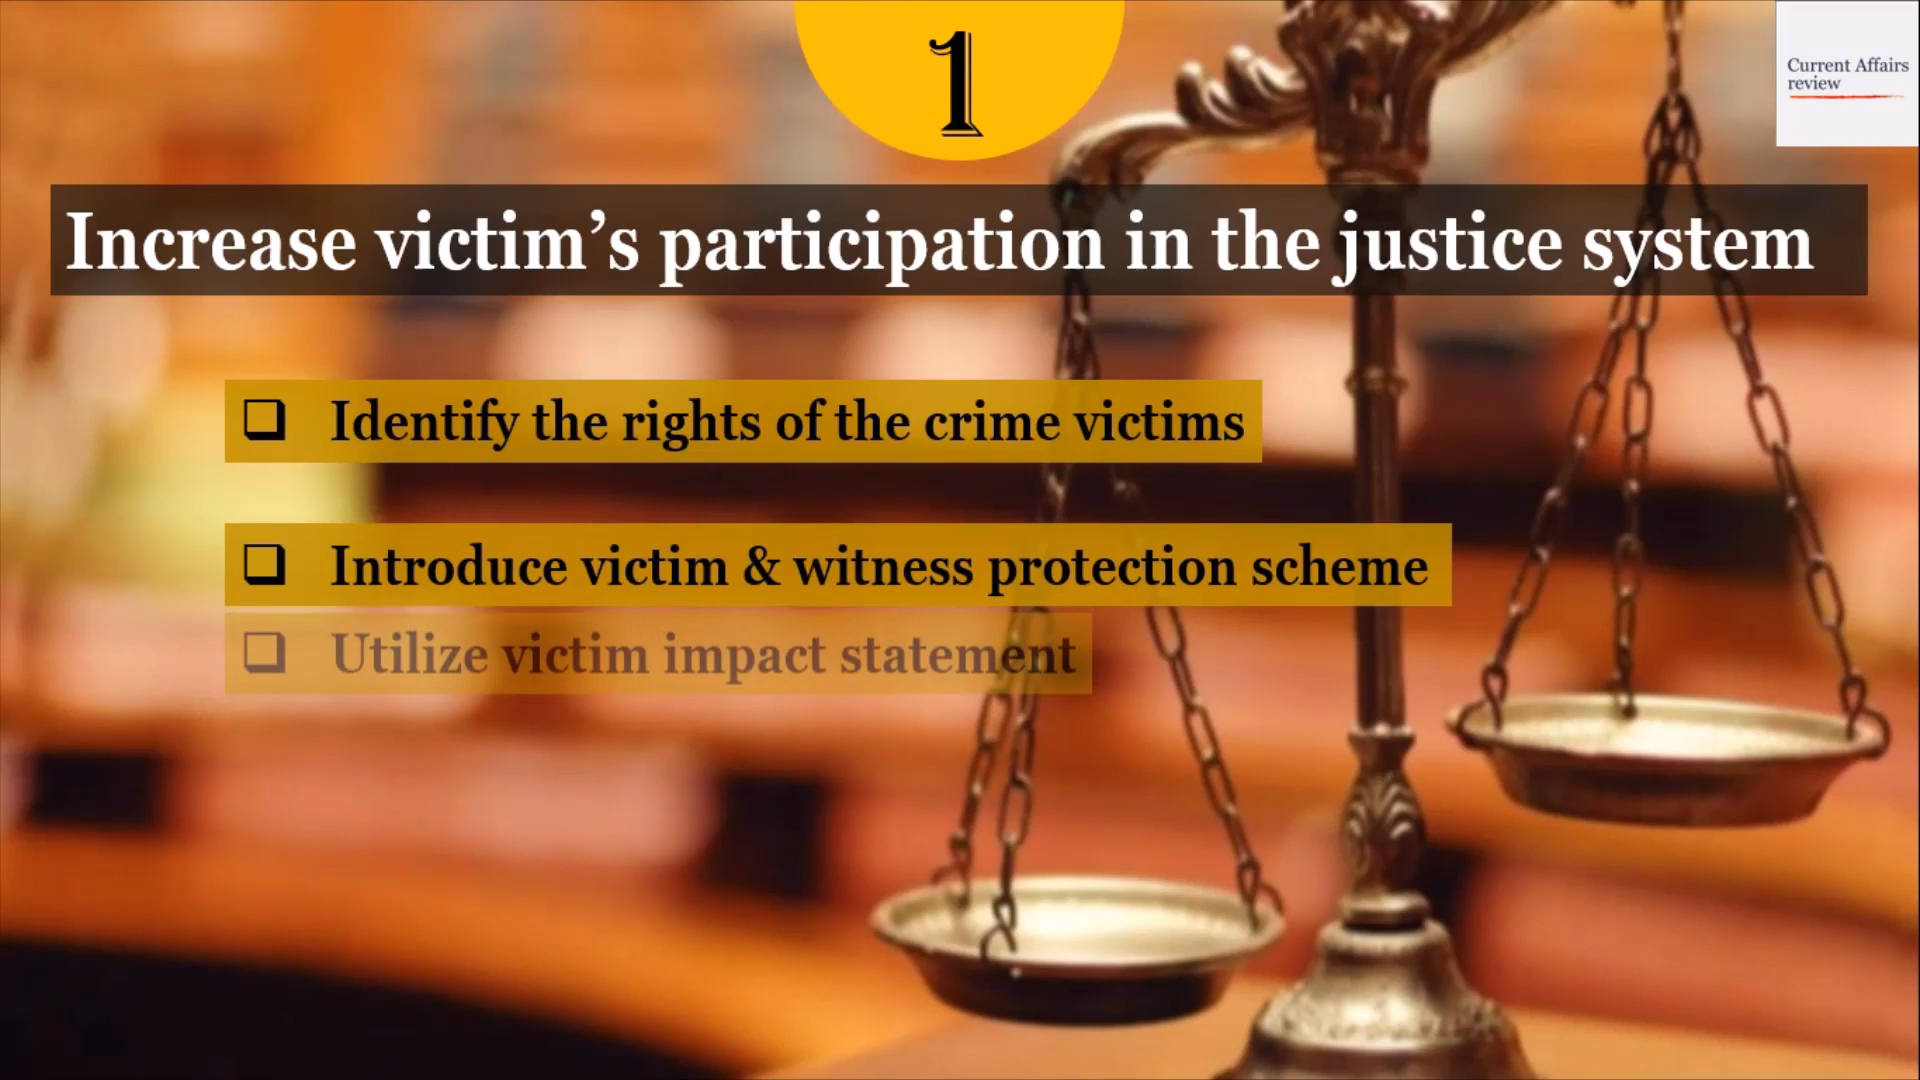 1
Current Affairs
review
Increase victim’s participation in the justice system
❑ Identify the rights of the crime victims
❑ Introduce victim & witness protection scheme
❑ Utilize victim impact statement